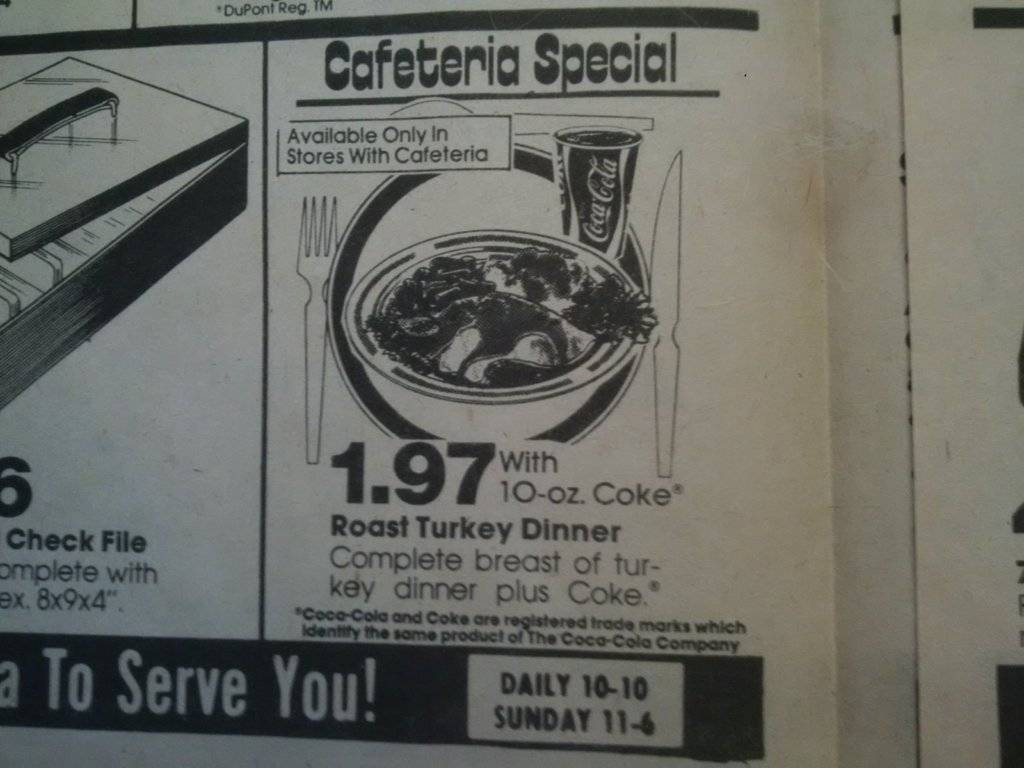 *DuPont Reg. TM
Cafeteria Special
Available Only In
Stores With Cafeteria
Coca-Cola
1.97 With
10-oz. Coke®
Roast Turkey Dinner
Complete breast of tur-
key dinner plus Coke.®
*Coca-Cola and Coke are registered trade marks which
identify the same product of The Coca-Cola Company
6
Check File
omplete with
ex. 8x9x4".
a To Serve You!
DAILY 10-10
SUNDAY 11-6